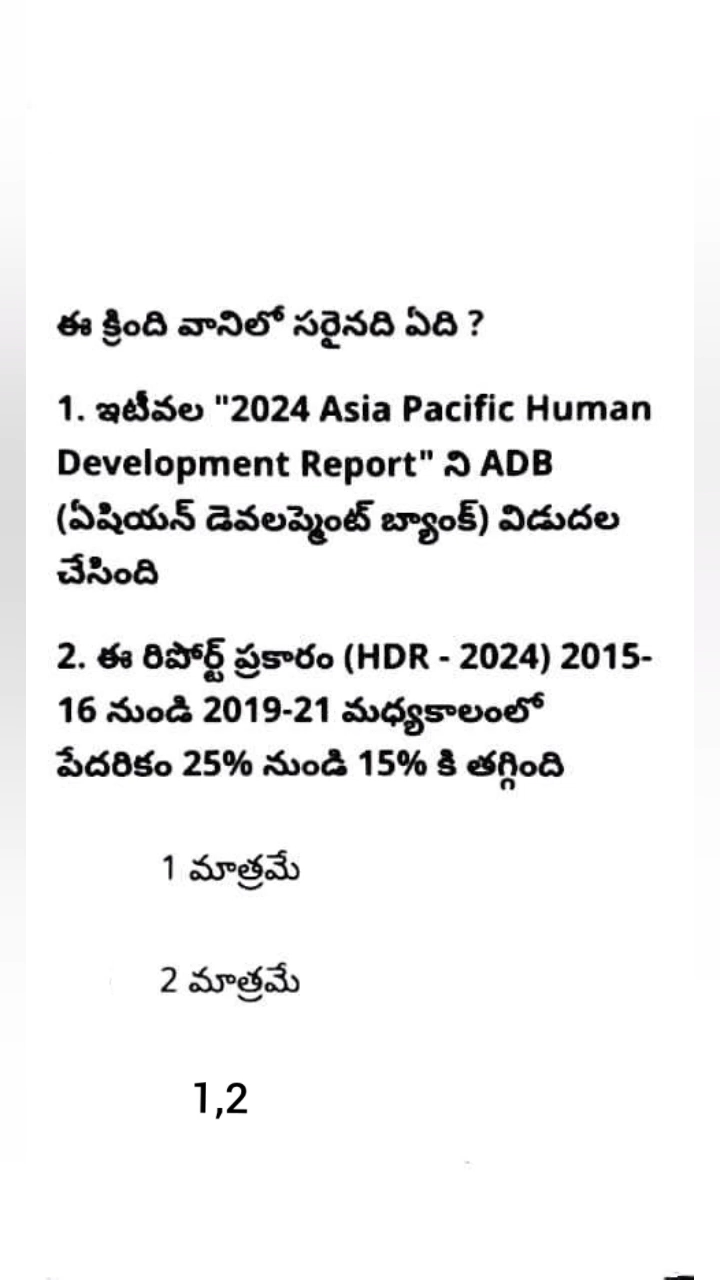 ఈ క్రింది వానిలో సరైనది ఏది ?
1. ఇటీవల "2024 Asia Pacific Human
Development Report" ని ADB
(ఏషియన్ డెవలప్మెంట్ బ్యాంక్) విడుదల
చేసింది
2. ఈ రిపోర్ట్ ప్రకారం (HDR - 2024) 2015-
16 నుండి 2019-21 మధ్యకాలంలో
పేదరికం 25% నుండి 15% కి తగ్గింది
1 మాత్రమే
2 మాత్రమే
1,2